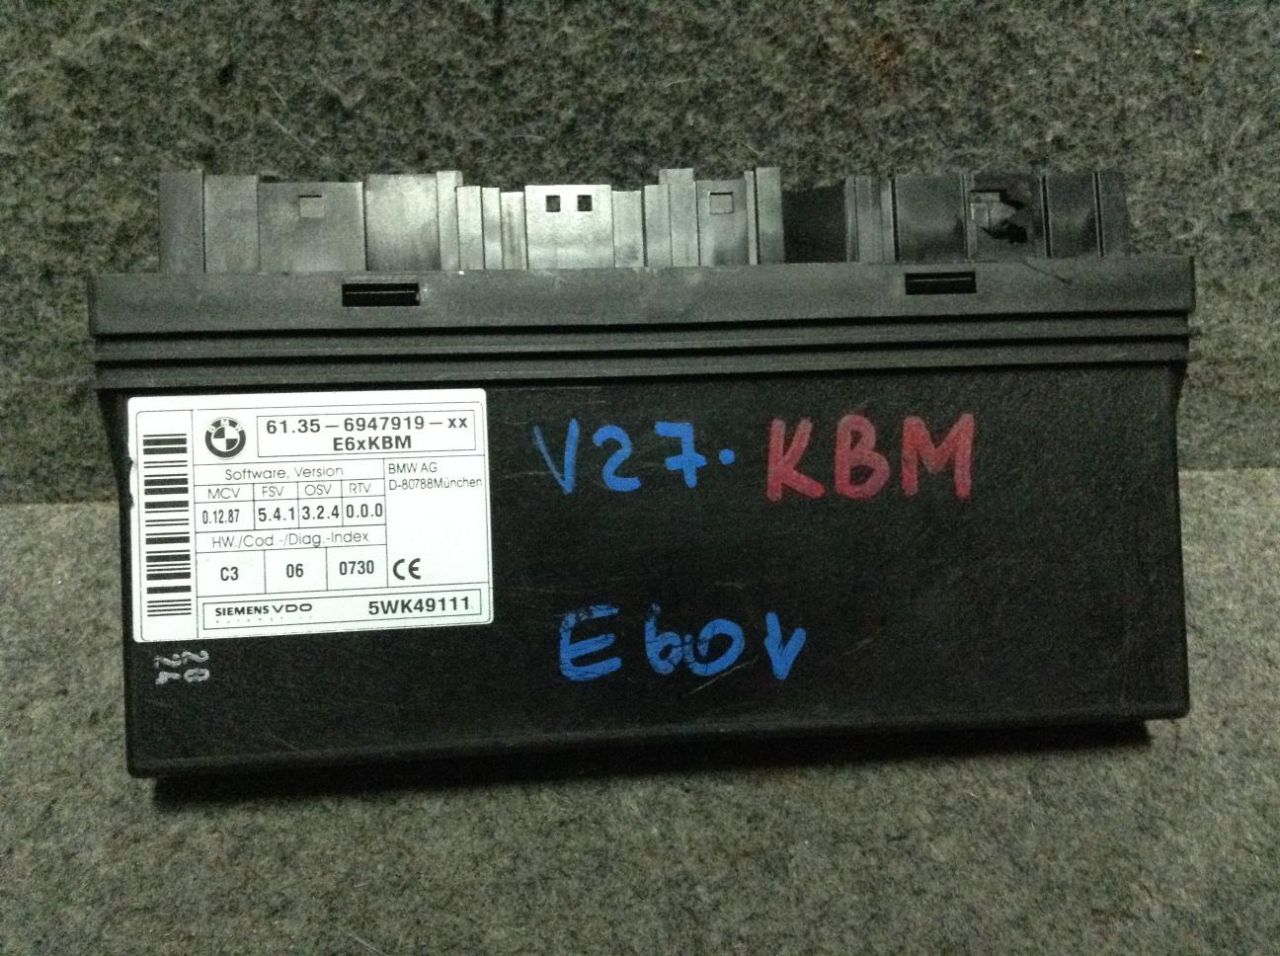 61.35-6947919-xx
E6xKBM
Software. Version
MCV FSV OSV RTV
0.12.87 5.4.1 3.2.4 0.0.0
BMW AG
D-80788München
HW./Cod -/Diag.-Index
C3 06 0730 CE
SIEMENS VDO 5WK49111
Automotive
V27. KBM
E60V
28
24